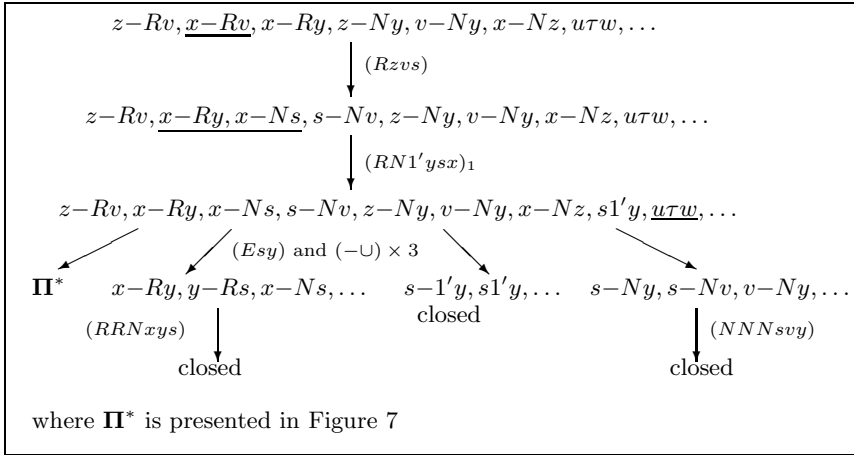 z−Rv, x−Rv, x−Ry, z−Ny, v−Ny, x−Nz, uτw, …
(Rzvs)
z−Rv, x−Ry, x−Ns, s−Nv, z−Ny, v−Ny, x−Nz, uτw, …
(RN1′ysx)₁
z−Rv, x−Ry, x−Ns, s−Nv, z−Ny, v−Ny, x−Nz, s1′y, uτw, …
(Esy) and (−∪) × 3
Π* x−Ry, y−Rs, x−Ns, … s−1′y, s1′y, … s−Ny, s−Nv, v−Ny, …
closed
(RRNxys) (NNNsvy)
closed closed
where Π* is presented in Figure 7